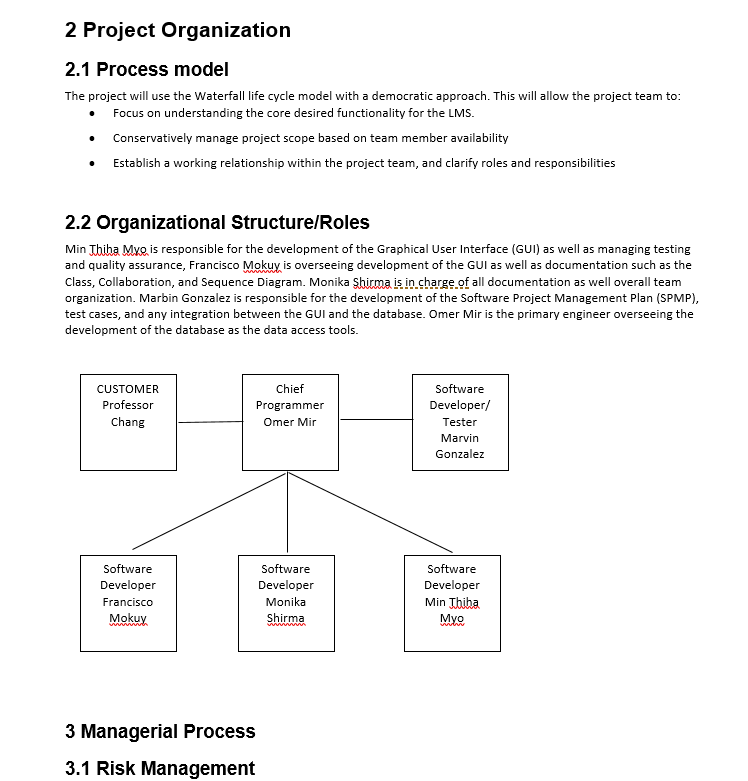 2 Project Organization
2.1 Process model
The project will use the Waterfall life cycle model with a democratic approach. This will allow the project team to:
• Focus on understanding the core desired functionality for the LMS.
• Conservatively manage project scope based on team member availability
• Establish a working relationship within the project team, and clarify roles and responsibilities
2.2 Organizational Structure/Roles
Min Thiha Myo is responsible for the development of the Graphical User Interface (GUI) as well as managing testing
and quality assurance, Francisco Mokuy is overseeing development of the GUI as well as documentation such as the
Class, Collaboration, and Sequence Diagram. Monika Shirma is in charge of all documentation as well overall team
organization. Marbin Gonzalez is responsible for the development of the Software Project Management Plan (SPMP),
test cases, and any integration between the GUI and the database. Omer Mir is the primary engineer overseeing the
development of the database as the data access tools.
CUSTOMER
Professor
Chang
Chief
Programmer
Omer Mir
Software
Developer/
Tester
Marvin
Gonzalez
Software
Developer
Francisco
Mokuy
Software
Developer
Monika
Shirma
Software
Developer
Min Thiha
Myo
3 Managerial Process
3.1 Risk Management